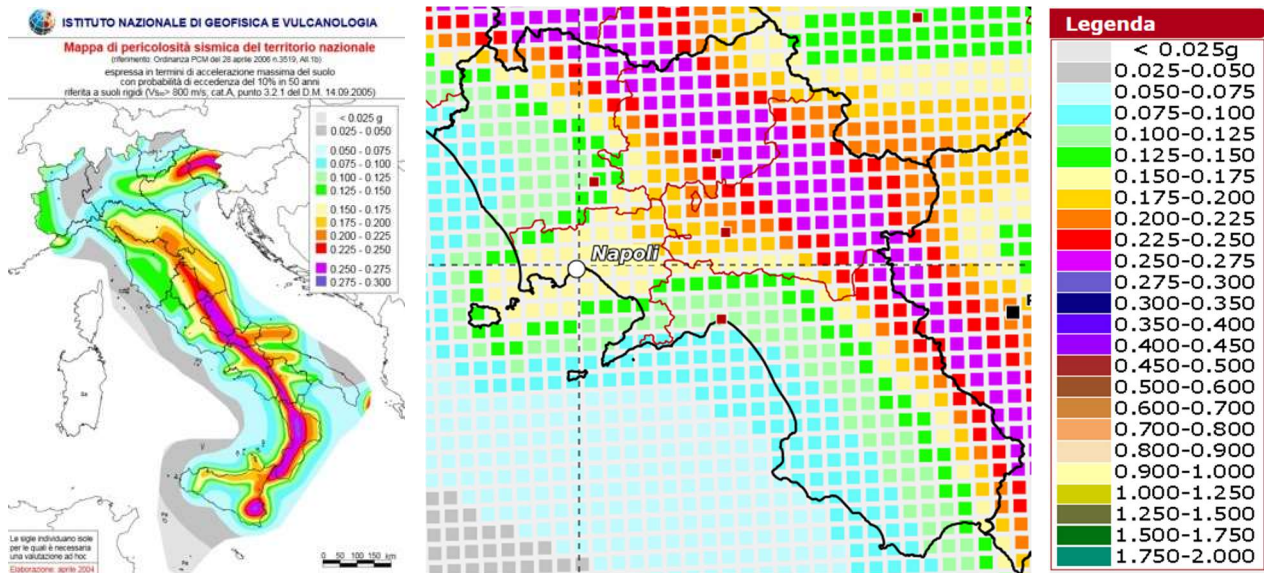 ISTITUTO NAZIONALE DI GEOFISICA E VULCANOLOGIA
Mappa di pericolosità sismica del territorio nazionale
(riferimento: Ordinanza PCM del 28 aprile 2006 n.3519, All.1b)
espressa in termini di accelerazione massima del suolo
con probabilità di eccedenza del 10% in 50 anni
riferita a suoli rigidi (Vs₃₀> 800 m/s; cat.A, punto 3.2.1 del D.M. 14.09.2005)
< 0.025 g
0.025 - 0.050
0.050 - 0.075
0.075 - 0.100
0.100 - 0.125
0.125 - 0.150
0.150 - 0.175
0.175 - 0.200
0.200 - 0.225
0.225 - 0.250
0.250 - 0.275
0.275 - 0.300
Le sigle individuano isole
per le quali è necessaria
una valutazione ad hoc
Elaborazione: aprile 2004
0 50 100 150 km
Napoli
Legenda
< 0.025g
0.025-0.050
0.050-0.075
0.075-0.100
0.100-0.125
0.125-0.150
0.150-0.175
0.175-0.200
0.200-0.225
0.225-0.250
0.250-0.275
0.275-0.300
0.300-0.350
0.350-0.400
0.400-0.450
0.450-0.500
0.500-0.600
0.600-0.700
0.700-0.800
0.800-0.900
0.900-1.000
1.000-1.250
1.250-1.500
1.500-1.750
1.750-2.000